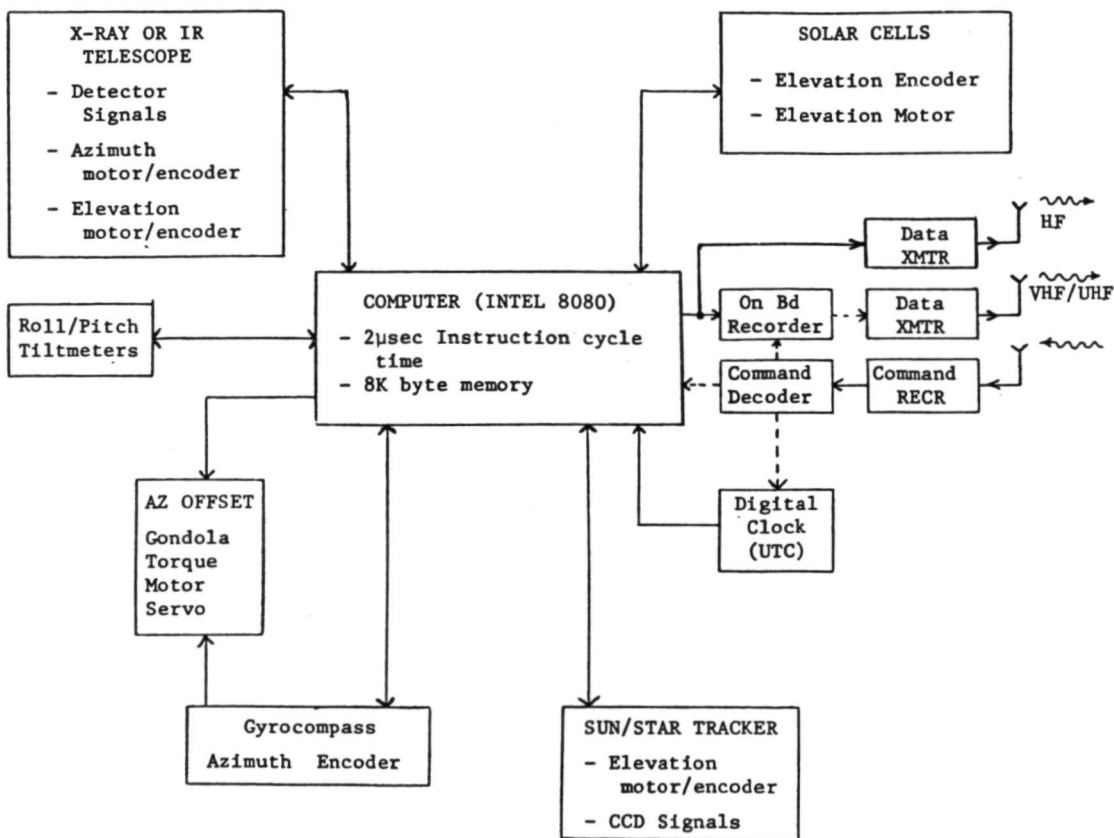 X-RAY OR IR
TELESCOPE
- Detector
Signals
- Azimuth
motor/encoder
- Elevation
motor/encoder
SOLAR CELLS
- Elevation Encoder
- Elevation Motor
Data
XMTR
HF
Roll/Pitch
Tiltmeters
COMPUTER (INTEL 8080)
- 2μsec Instruction cycle
time
- 8K byte memory
On Bd
Recorder
Data
XMTR
VHF/UHF
Command
Decoder
Command
RECR
AZ OFFSET
Gondola
Torque
Motor
Servo
Digital
Clock
(UTC)
Gyrocompass
Azimuth Encoder
SUN/STAR TRACKER
- Elevation
motor/encoder
- CCD Signals